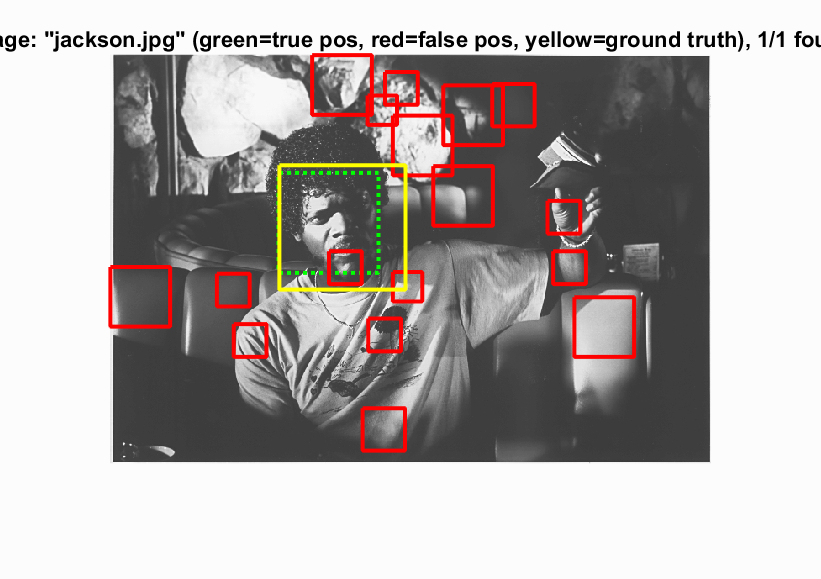 age: "jackson.jpg" (green=true pos, red=false pos, yellow=ground truth), 1/1 fou